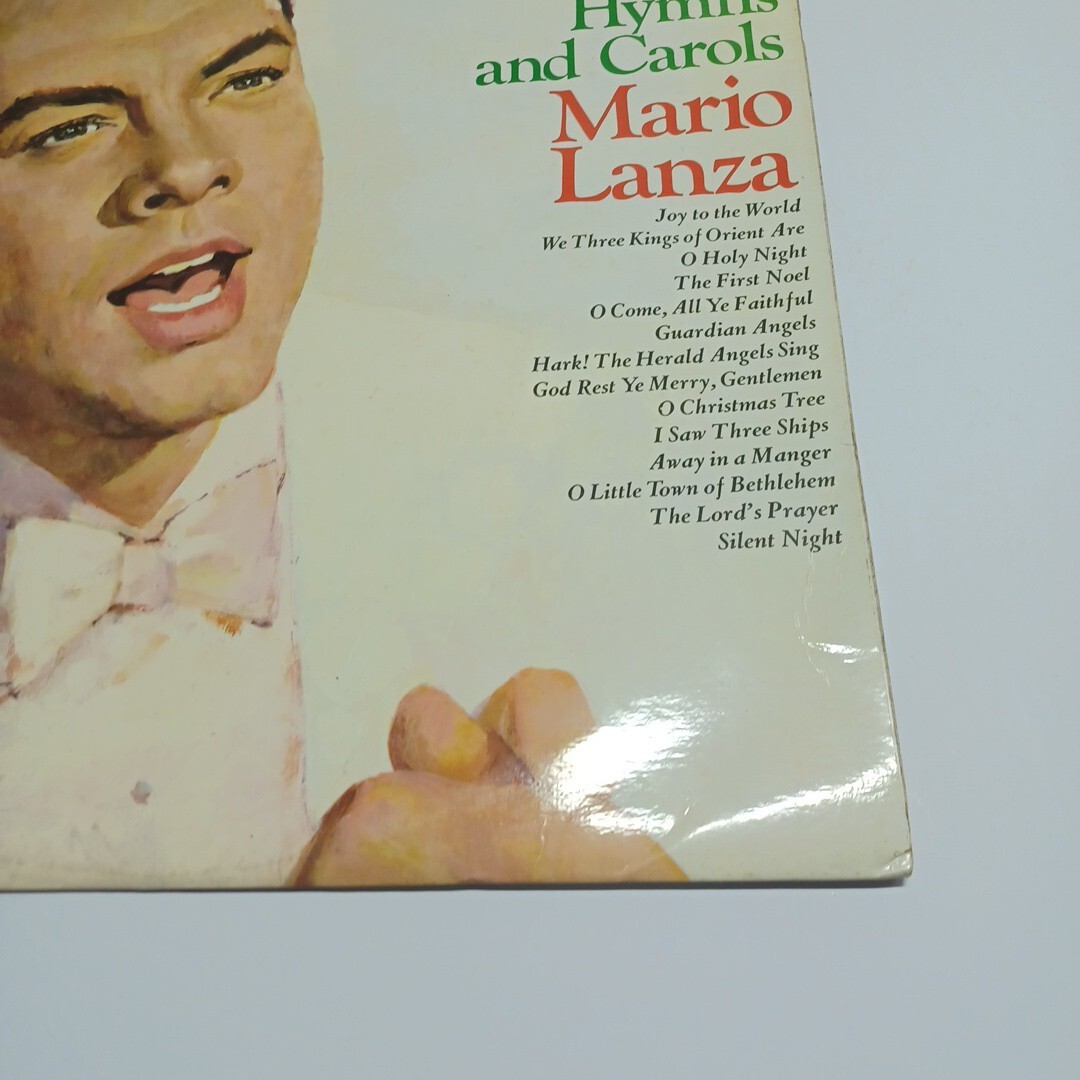 Hymns
and Carols
Mario
Lanza
Joy to the World
We Three Kings of Orient Are
O Holy Night
The First Noel
O Come, All Ye Faithful
Guardian Angels
Hark! The Herald Angels Sing
God Rest Ye Merry, Gentlemen
O Christmas Tree
I Saw Three Ships
Away in a Manger
O Little Town of Bethlehem
The Lord's Prayer
Silent Night